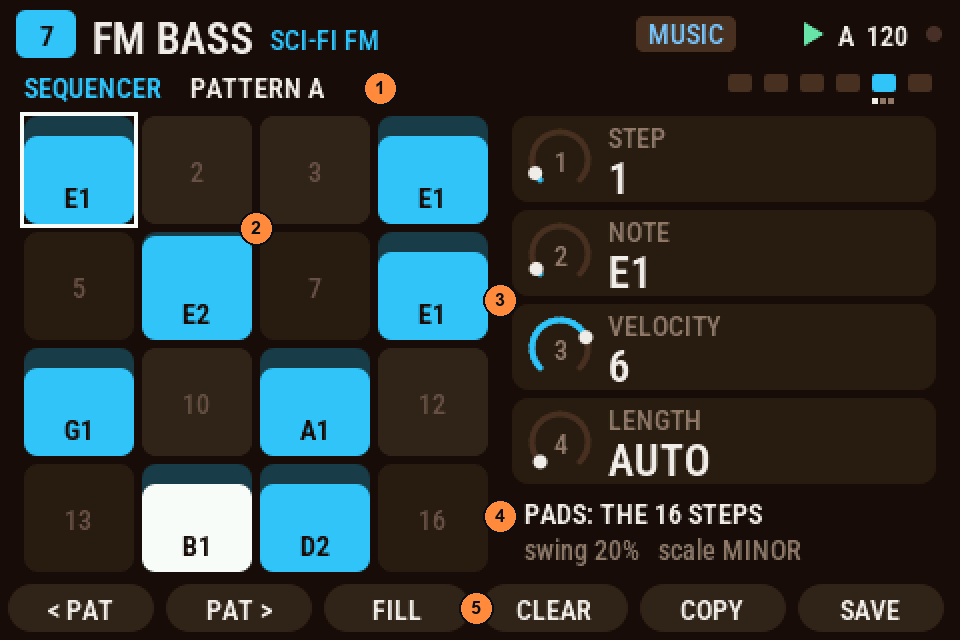 7 FM BASS SCI-FI FM MUSIC A 120
SEQUENCER PATTERN A 1
E1 2 3 E1
2
5 E2 7 E1
3
G1 10 A1 12
13 B1 D2 16
1 STEP
1
2 NOTE
E1
3 VELOCITY
6
4 LENGTH
AUTO
4 PADS: THE 16 STEPS
swing 20% scale MINOR
< PAT PAT > FILL 5 CLEAR COPY SAVE